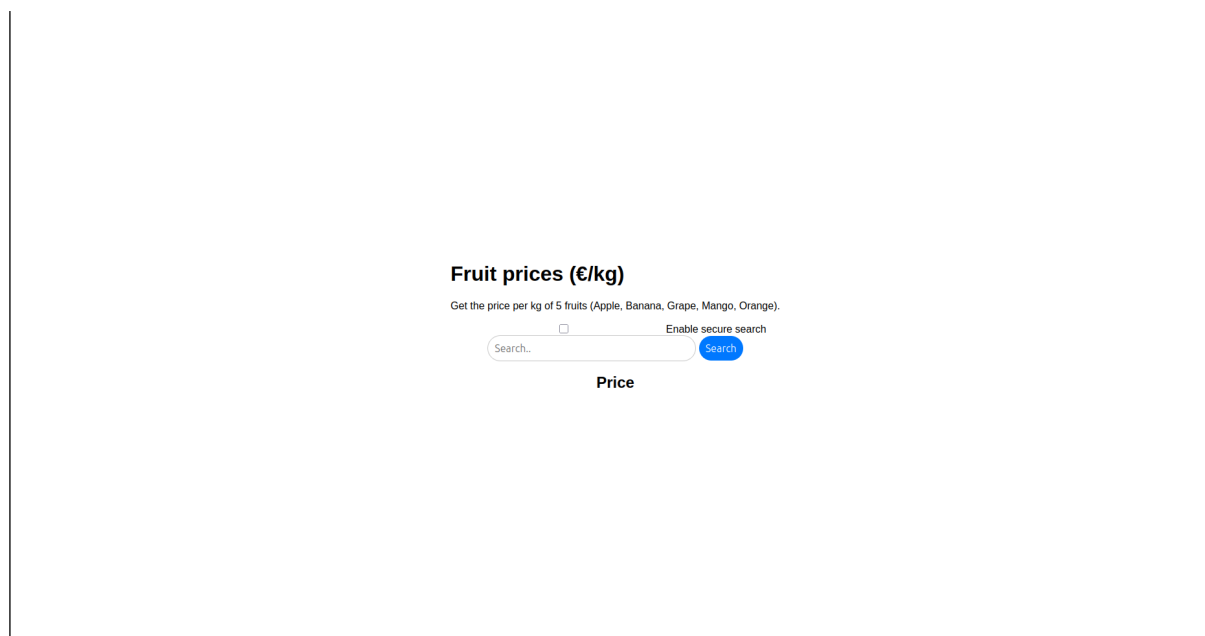 Fruit prices (€/kg)
Get the price per kg of 5 fruits (Apple, Banana, Grape, Mango, Orange).
Enable secure search
Search.. Search
Price